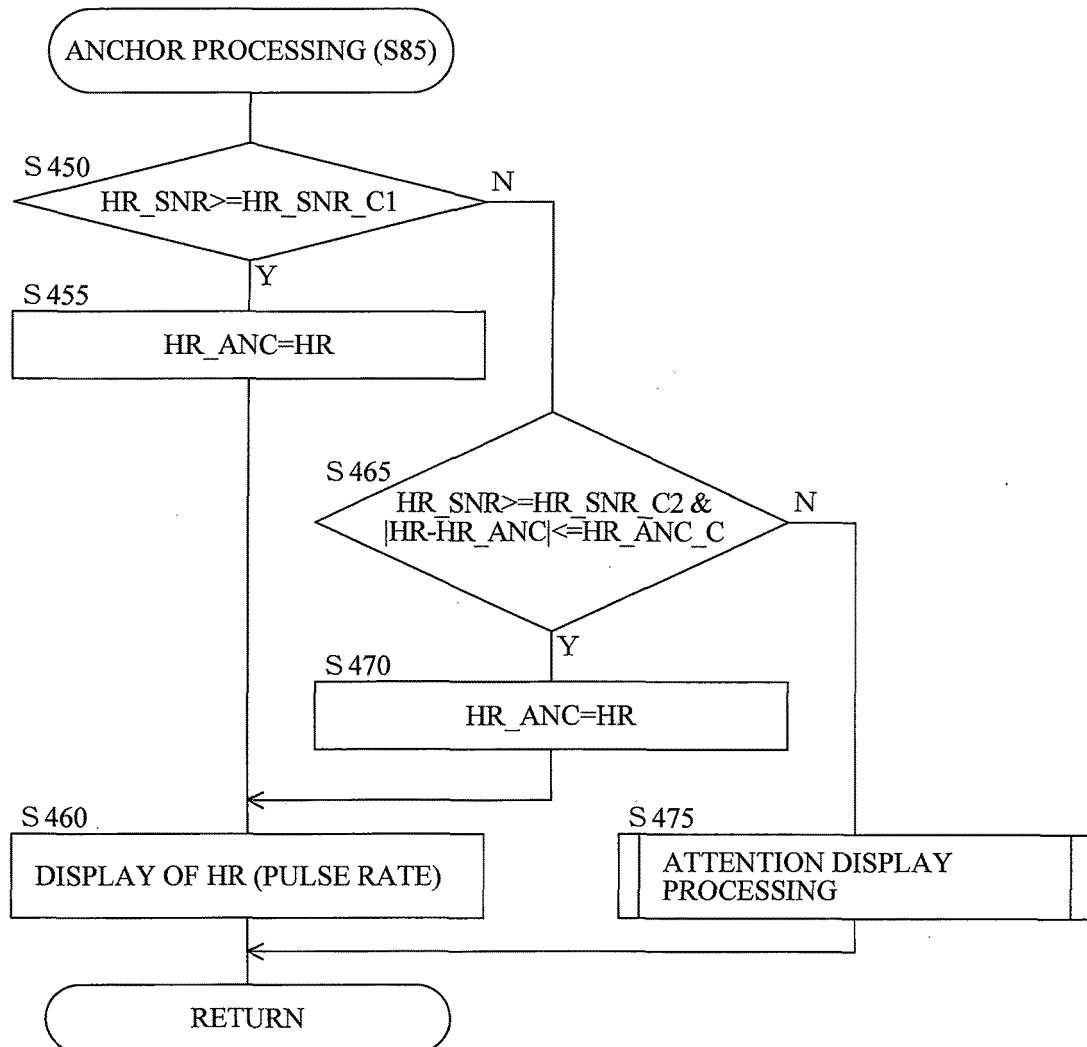 ANCHOR PROCESSING (S85)
S450
HR_SNR>=HR_SNR_C1
N
Y
S455
HR_ANC=HR
S465
HR_SNR>=HR_SNR_C2 &
|HR-HR_ANC|<=HR_ANC_C
N
Y
S470
HR_ANC=HR
S460
DISPLAY OF HR (PULSE RATE)
S475
ATTENTION DISPLAY
PROCESSING
RETURN